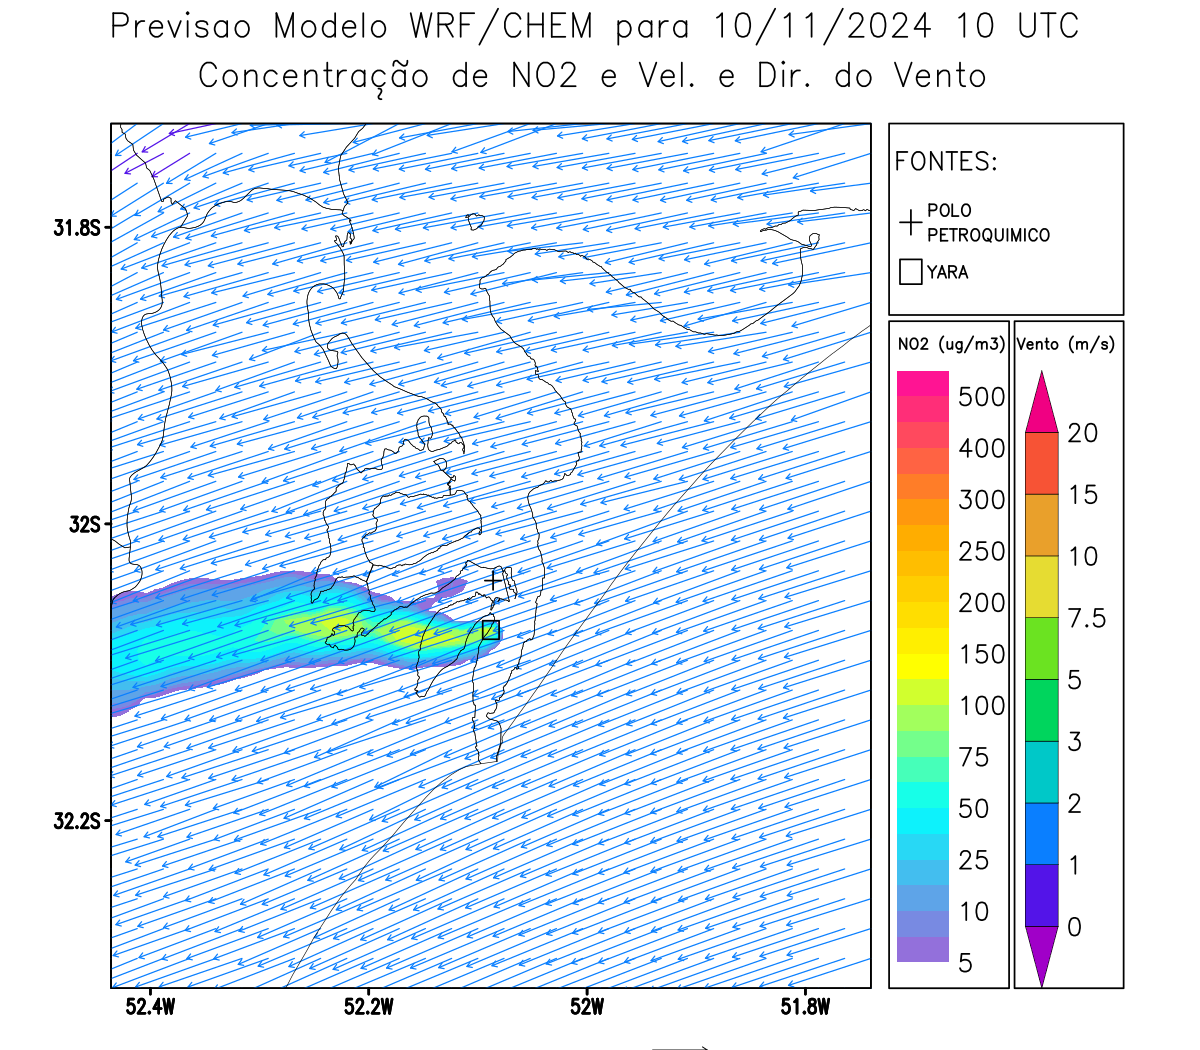 Previsao Modelo WRF/CHEM para 10/11/2024 10 UTC
Concentração de NO2 e Vel. e Dir. do Vento
FONTES:
POLO
PETROQUIMICO
YARA
31.8S
32S
32.2S
52.4W
52.2W
52W
51.8W
NO2 (ug/m3)
500
400
300
250
200
150
100
75
50
25
10
5
Vento (m/s)
20
15
10
7.5
5
3
2
1
0